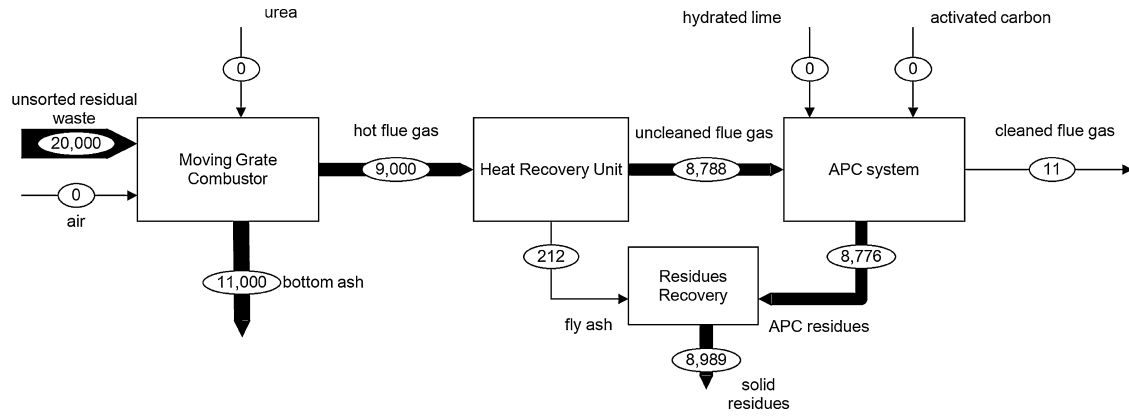 urea
hydrated lime
activated carbon
0
0
0
unsorted residual
waste
20,000
hot flue gas
uncleaned flue gas
cleaned flue gas
Moving Grate
Combustor
9,000
Heat Recovery Unit
8,788
APC system
11
0
air
212
8,776
11,000
bottom ash
Residues
Recovery
fly ash
APC residues
8,989
solid
residues